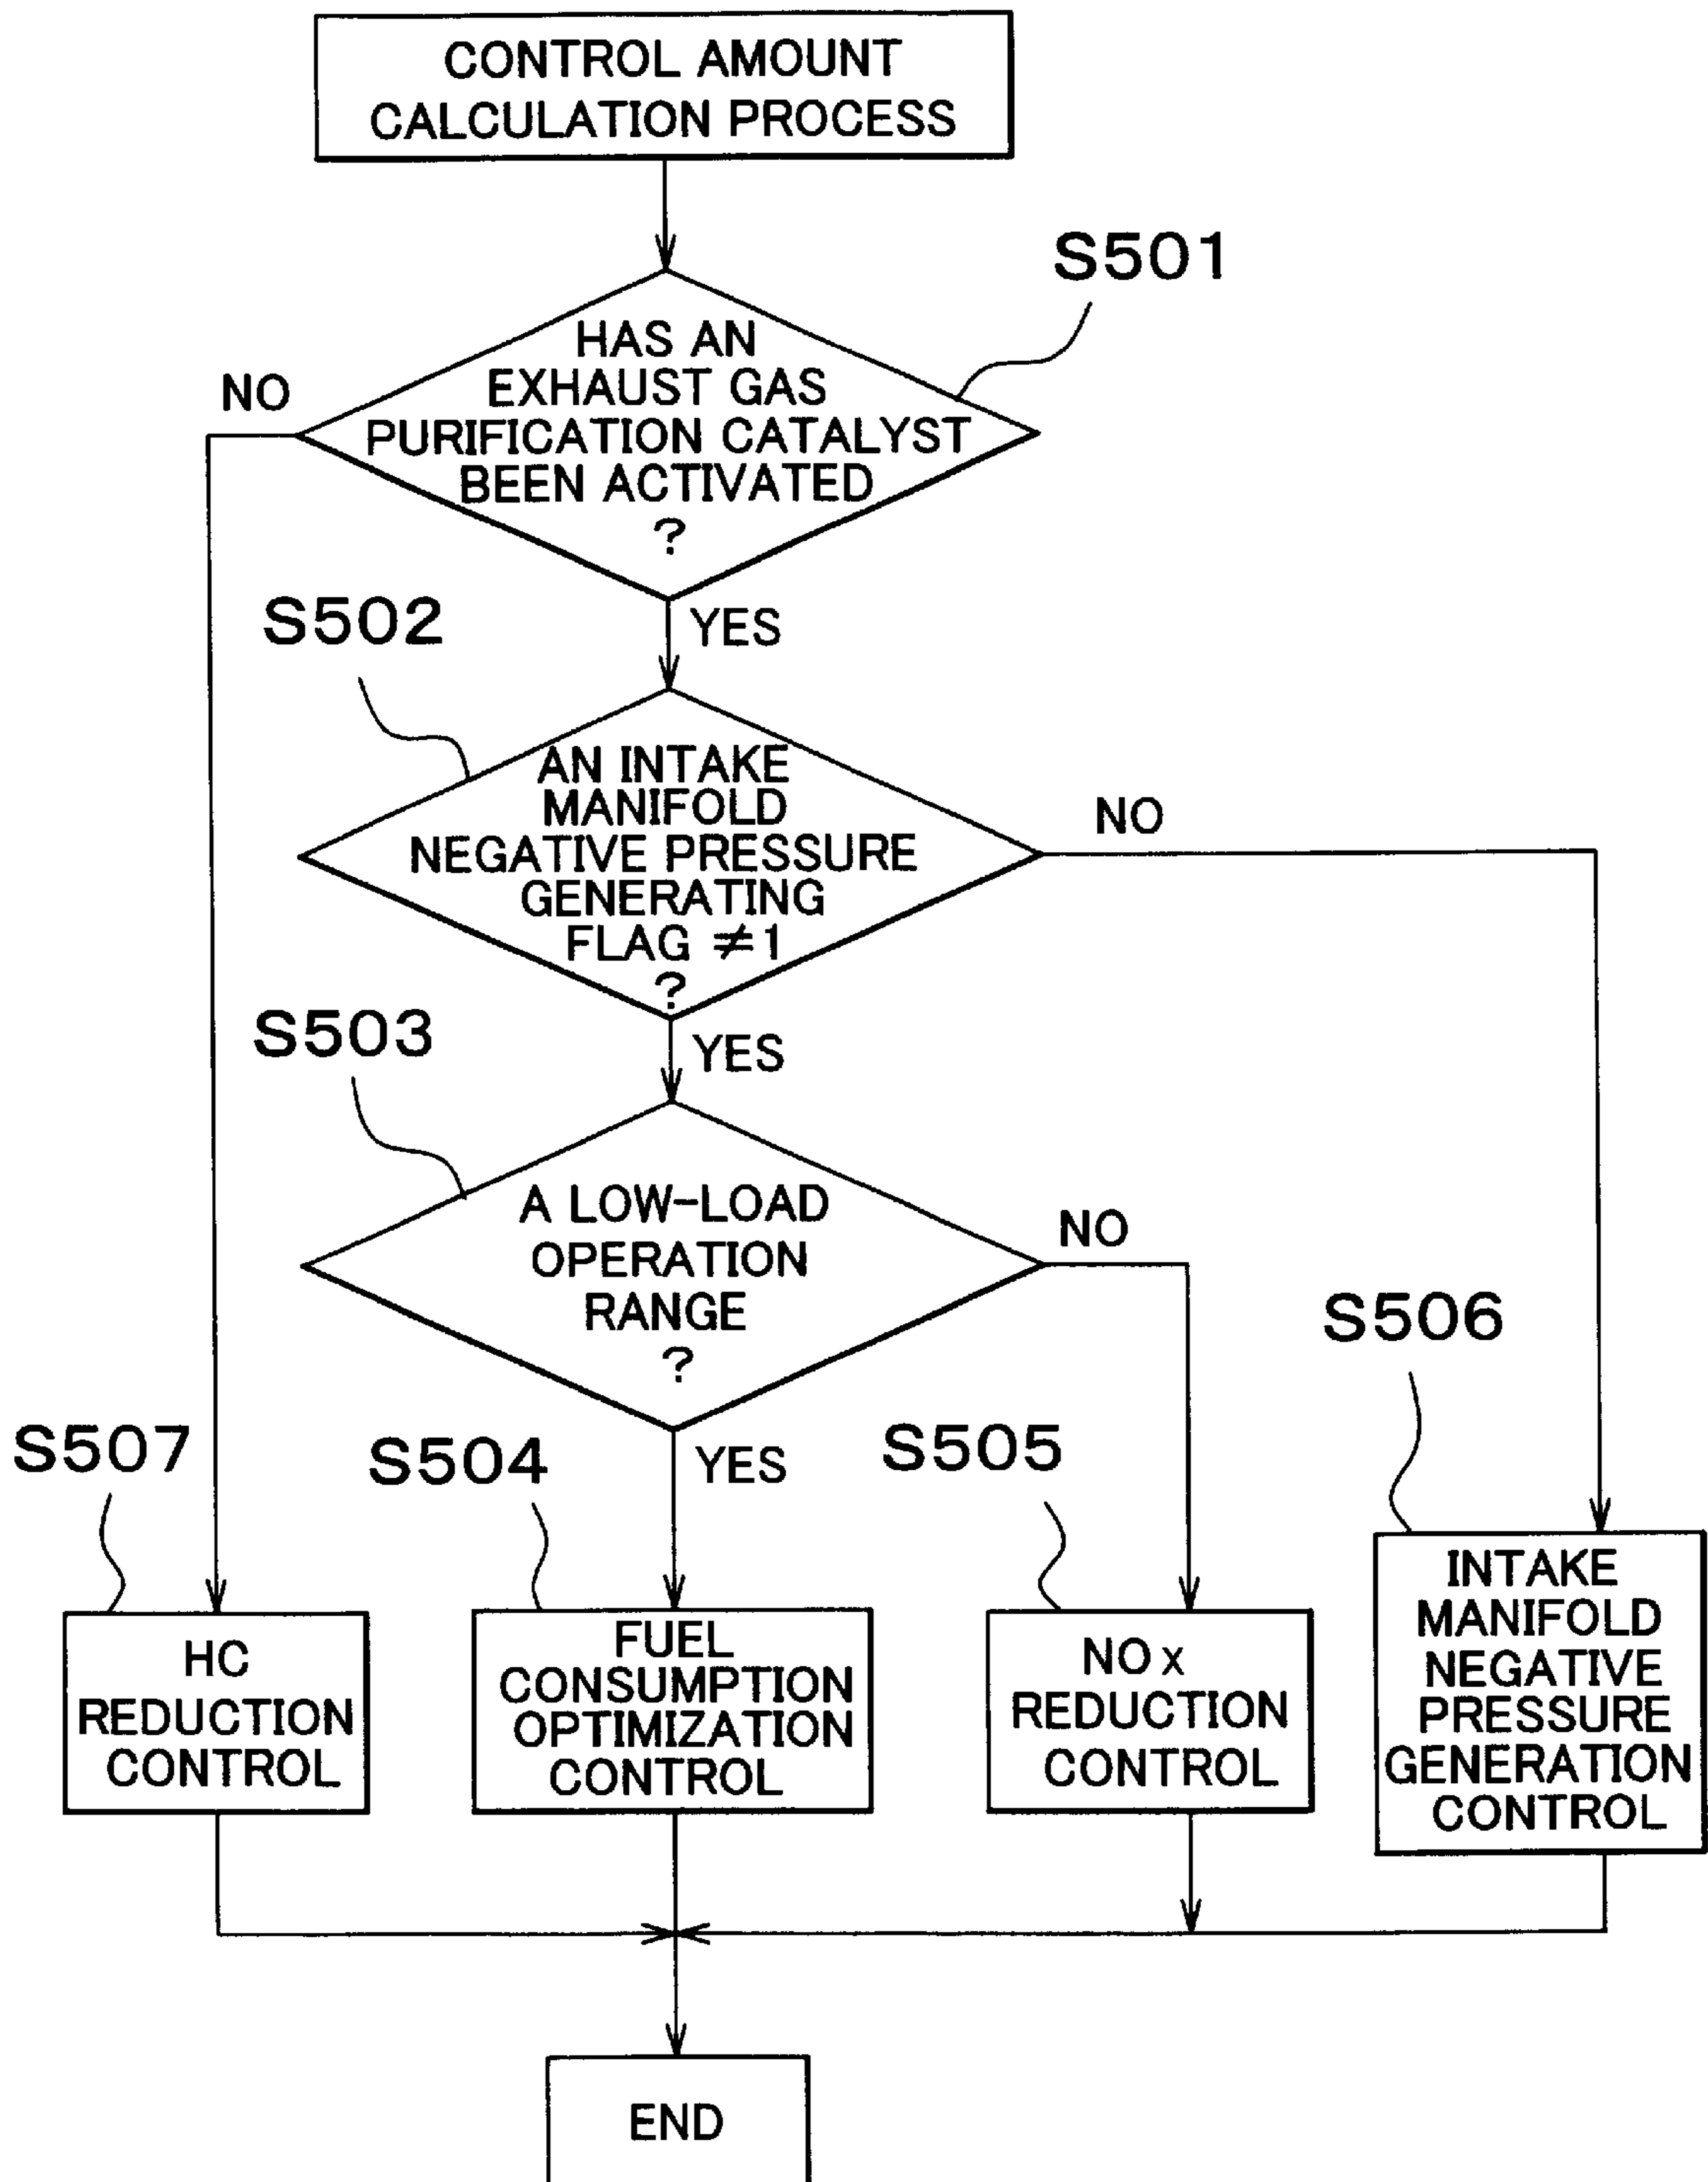 CONTROL AMOUNT
CALCULATION PROCESS
S501
HAS AN
EXHAUST GAS
PURIFICATION CATALYST
BEEN ACTIVATED
?
NO
YES
S502
AN INTAKE
MANIFOLD
NEGATIVE PRESSURE
GENERATING
FLAG ≠1
?
NO
YES
S503
A LOW-LOAD
OPERATION
RANGE
?
NO
YES
S507
HC
REDUCTION
CONTROL
S504
FUEL
CONSUMPTION
OPTIMIZATION
CONTROL
S505
NOx
REDUCTION
CONTROL
S506
INTAKE
MANIFOLD
NEGATIVE
PRESSURE
GENERATION
CONTROL
END